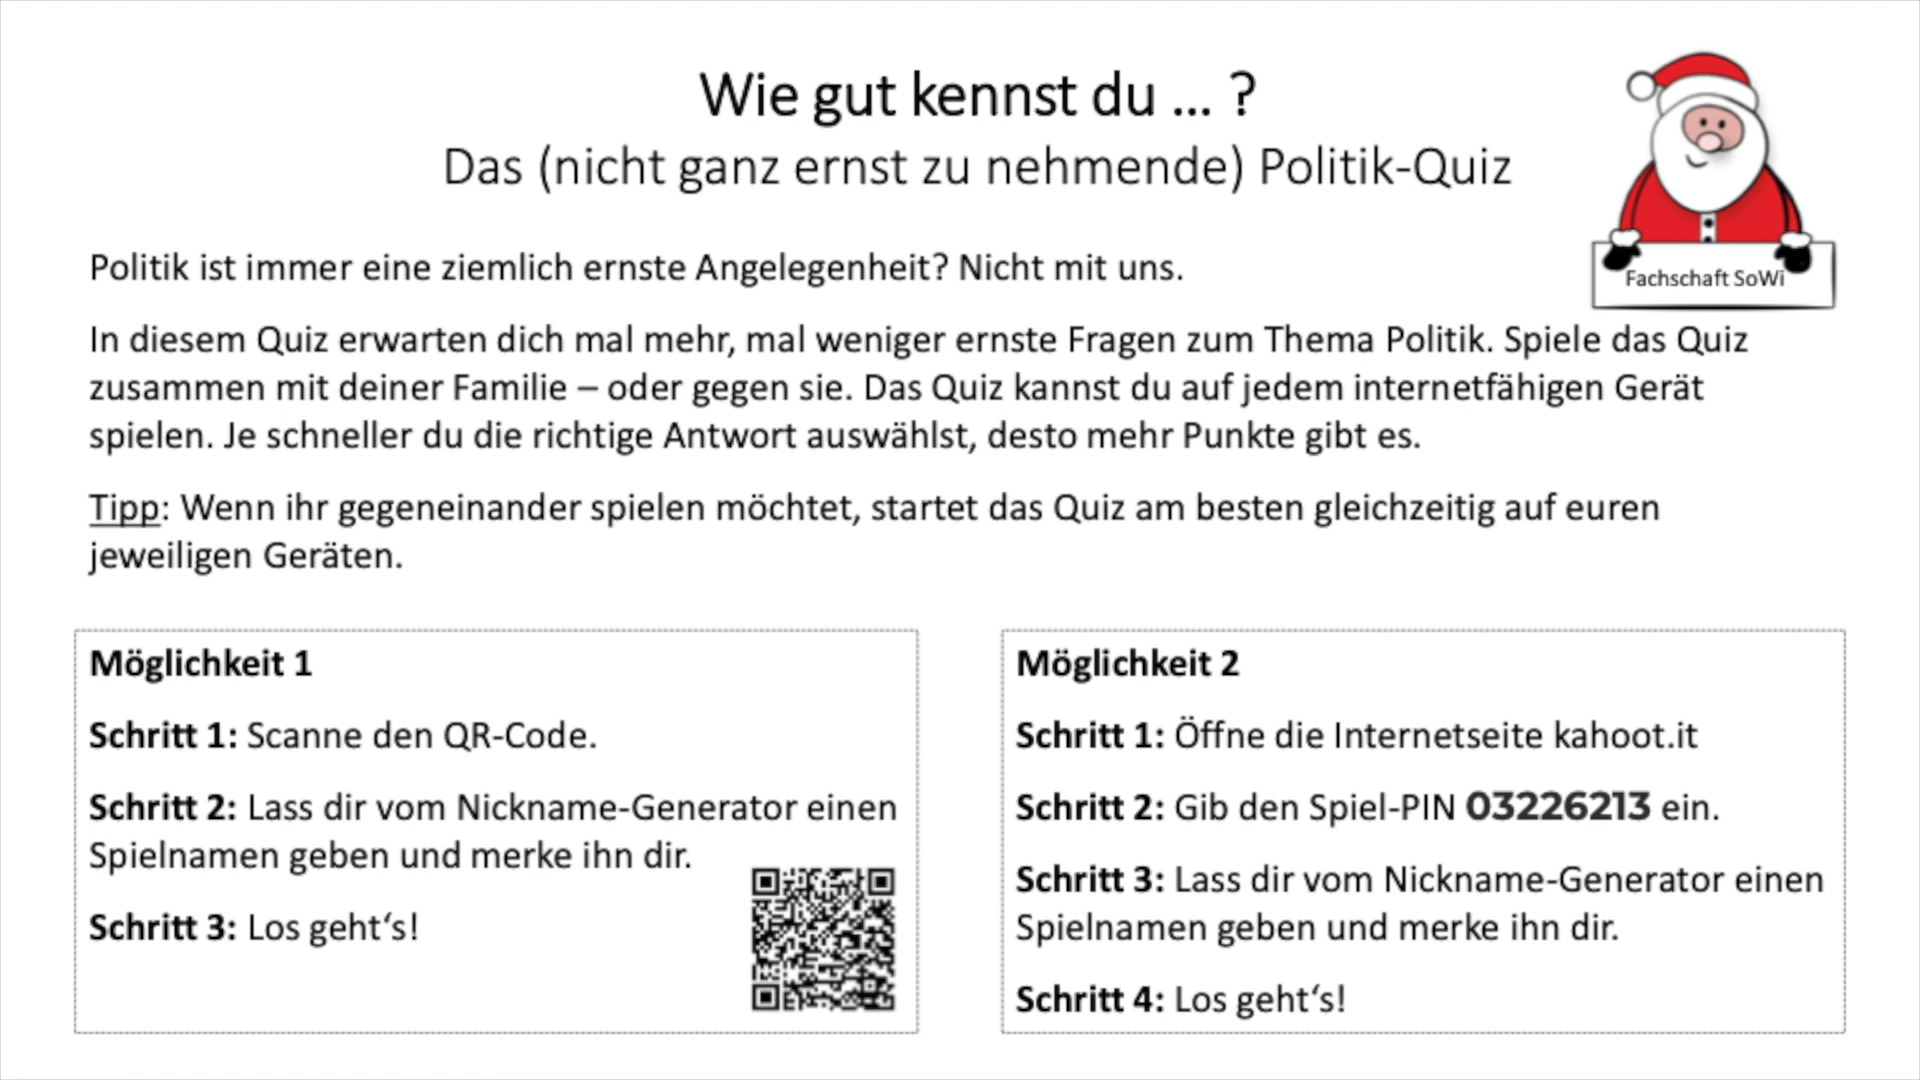 Wie gut kennst du ... ?
Das (nicht ganz ernst zu nehmende) Politik-Quiz
Fachschaft SoWi
Politik ist immer eine ziemlich ernste Angelegenheit? Nicht mit uns.
In diesem Quiz erwarten dich mal mehr, mal weniger ernste Fragen zum Thema Politik. Spiele das Quiz
zusammen mit deiner Familie – oder gegen sie. Das Quiz kannst du auf jedem internetfähigen Gerät
spielen. Je schneller du die richtige Antwort auswählst, desto mehr Punkte gibt es.
Tipp: Wenn ihr gegeneinander spielen möchtet, startet das Quiz am besten gleichzeitig auf euren
jeweiligen Geräten.
Möglichkeit 1
Schritt 1: Scanne den QR-Code.
Schritt 2: Lass dir vom Nickname-Generator einen
Spielnamen geben und merke ihn dir.
Schritt 3: Los geht‘s!
Möglichkeit 2
Schritt 1: Öffne die Internetseite kahoot.it
Schritt 2: Gib den Spiel-PIN 03226213 ein.
Schritt 3: Lass dir vom Nickname-Generator einen
Spielnamen geben und merke ihn dir.
Schritt 4: Los geht‘s!